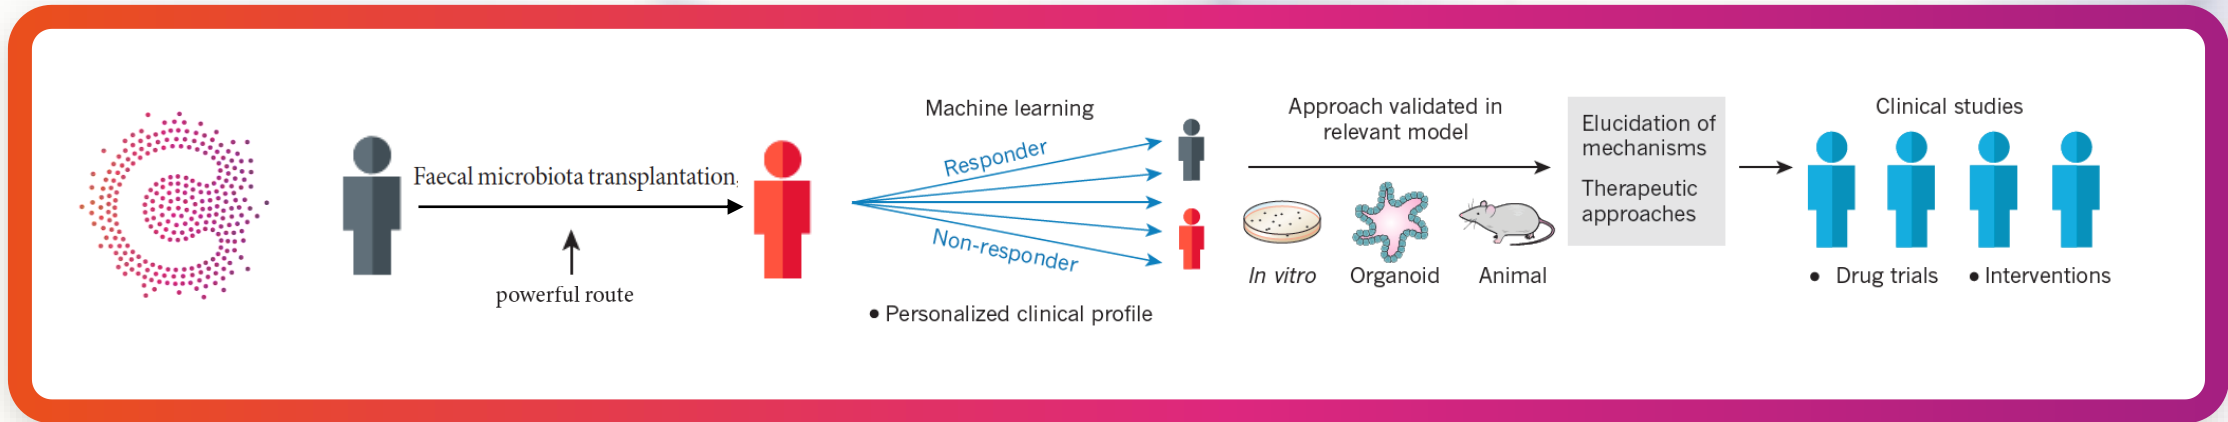 Faecal microbiota transplantation,
powerful route
Machine learning
Responder
Non-responder
• Personalized clinical profile
Approach validated in
relevant model
In vitro
Organoid
Animal
Elucidation of
mechanisms
Therapeutic
approaches
Clinical studies
• Drug trials
• Interventions